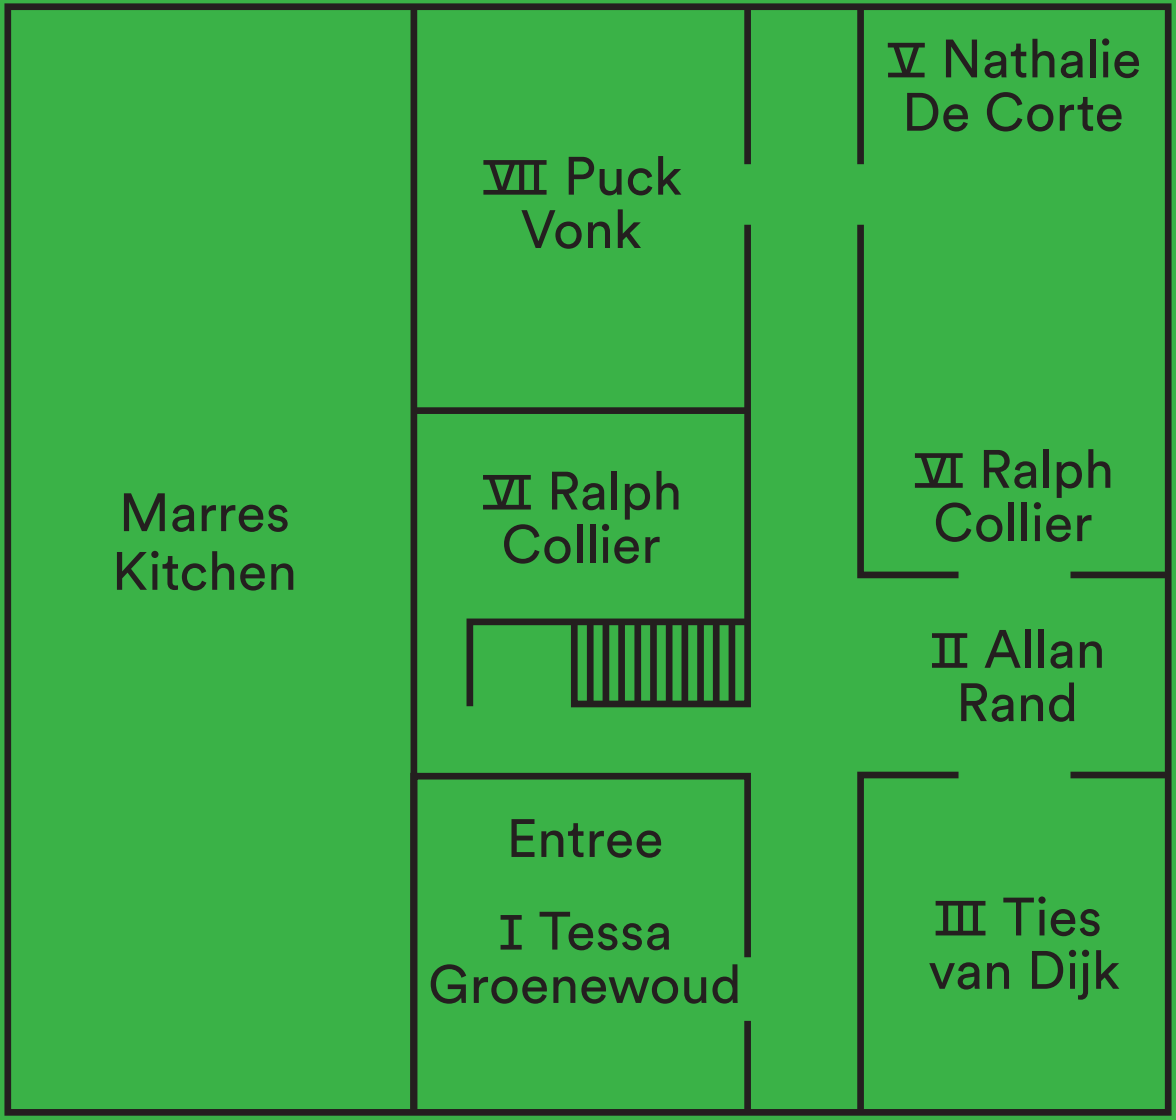 V Nathalie
De Corte
VII Puck
Vonk
VI Ralph
Collier
VI Ralph
Collier
Marres
Kitchen
II Allan
Rand
Entree
I Tessa
Groenewoud
III Ties
van Dijk